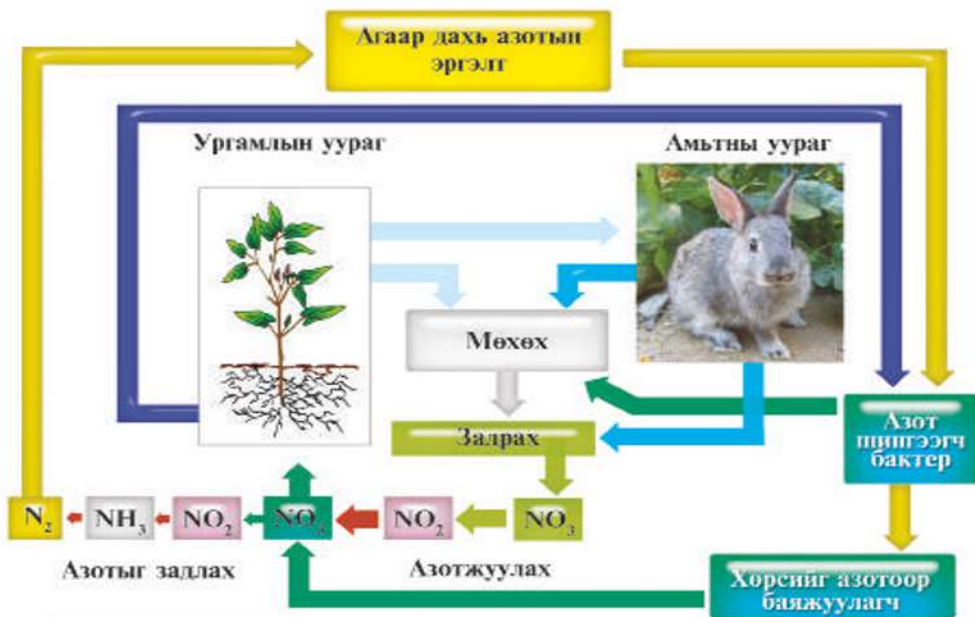 Агаар дахь азотын
эргэлт
Ургамлын уураг
Амьтны уураг
Мөхөх
Залрах
Азот
шингээгч
бактер
N₂
NH₃
NO₂
NO₂
NO₃
Азотыг задлах
Азотжуулах
Хөрсийг азотоор
баяжуулагч